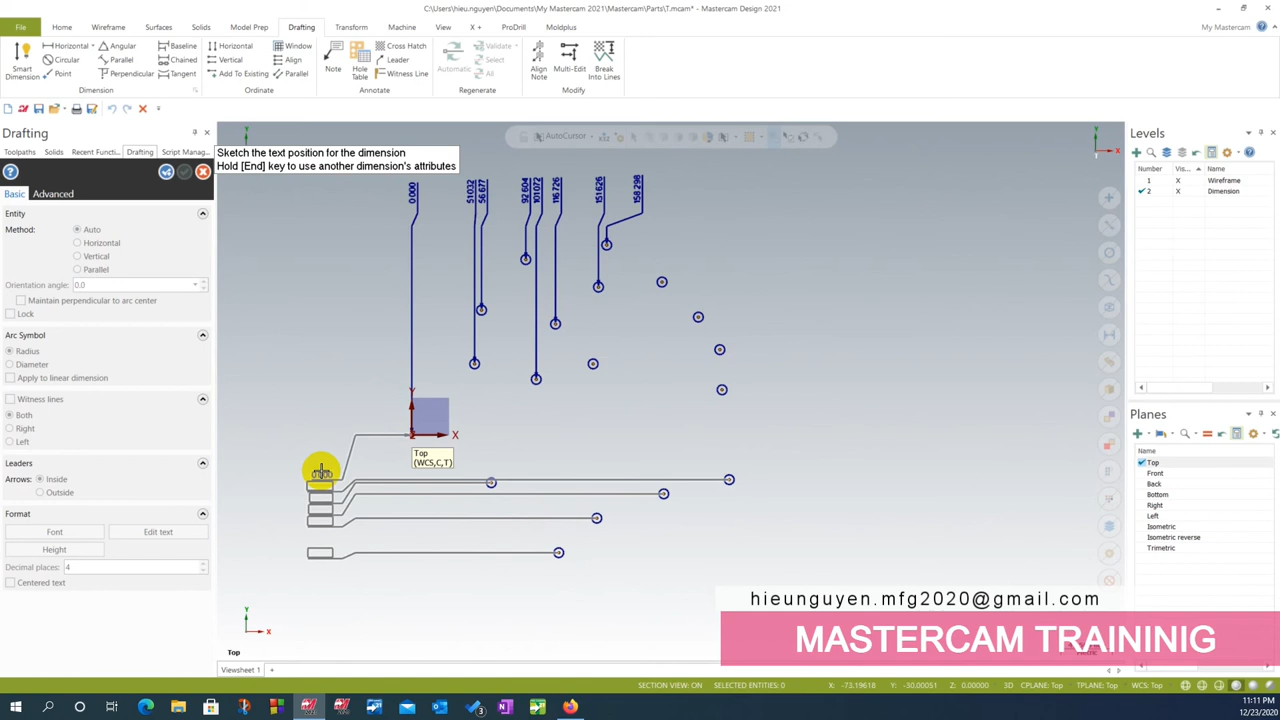 C:\Users\hieu.nguyen\Documents\My Mastercam 2021\Mastercam\Parts\T.mcam* - Mastercam Design 2021
File Home Wireframe Surfaces Solids Model Prep Drafting Transform Machine View X + ProDrill Moldplus My Mastercam
Smart Dimension
Horizontal Angular Baseline
Circular Parallel Chained
Point Perpendicular Tangent
Dimension
Horizontal Window
Vertical Align
Add To Existing Parallel
Ordinate
Note Hole Table
Cross Hatch
Leader
Witness Line
Annotate
Automatic
Validate
Select
All
Regenerate
Align Note Multi-Edit Break Into Lines
Modify
Drafting
Toolpaths Solids Recent Functi... Drafting Script Manag...
Basic Advanced
Entity
Method: Auto
Horizontal
Vertical
Parallel
Orientation angle: 0.0
Maintain perpendicular to arc center
Lock
Arc Symbol
Radius
Diameter
Apply to linear dimension
Witness lines
Both
Right
Left
Leaders
Arrows: Inside
Outside
Format
Font Edit text
Height
Decimal places: 4
Centered text
Sketch the text position for the dimension
Hold [End] key to use another dimension's attributes
AutoCursor
0.000 51.032 56.677 92.604 101.072 116.726 151.626 158.298
Y
X
Top
(WCS,C,T)
Y
X
Top
Viewsheet 1 +
X
Levels
Number Vis... Name
1 X Wireframe
2 X Dimension
Planes
Name
Top
Front
Back
Bottom
Right
Left
Isometric
Isometric reverse
Trimetric
hieunguyen.mfg2020@gmail.com
MASTERCAM TRAININIG
SECTION VIEW: ON SELECTED ENTITIES: 0 X: -73.19618 Y: -30.00051 Z: 0.00000 3D CPLANE: Top TPLANE: Top WCS: Top
11:11 PM
12/23/2020